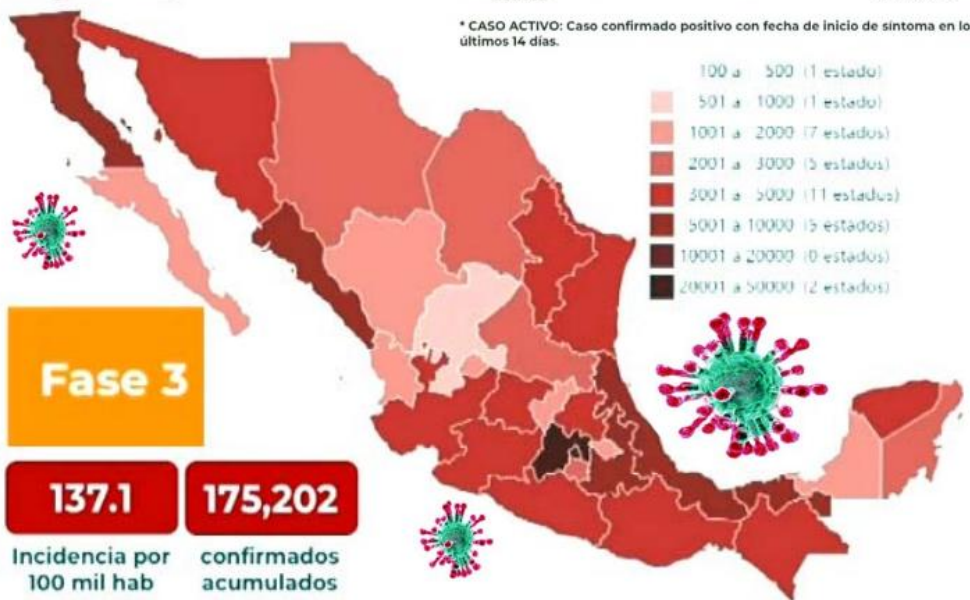 * CASO ACTIVO: Caso confirmado positivo con fecha de inicio de síntoma en lo
últimos 14 días.
100 a 500 (1 estado)
501 a 1000 (1 estado)
1001 a 2000 (7 estados)
2001 a 3000 (5 estados)
3001 a 5000 (11 estados)
5001 a 10000 (5 estados)
10001 a 20000 (0 estados)
20001 a 50000 (2 estados)
Fase 3
137.1
175,202
Incidencia por
100 mil hab
confirmados
acumulados